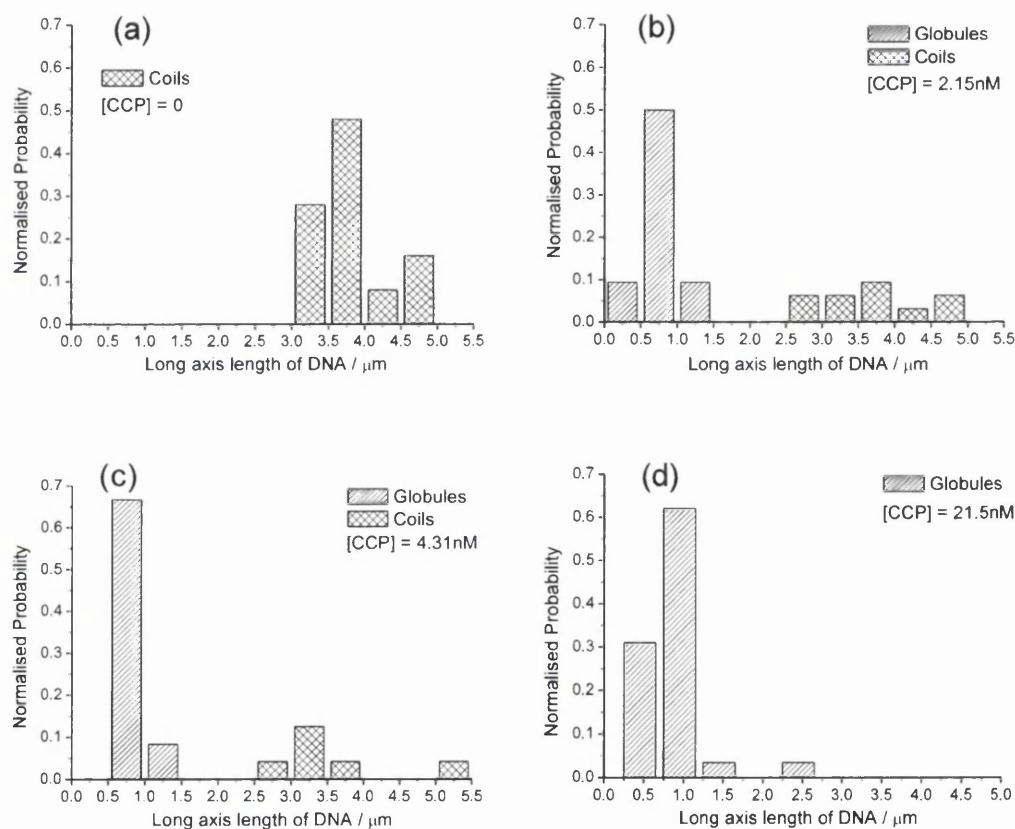 (a)
Coils
[CCP] = 0
0.7
0.6
0.5
0.4
0.3
0.2
0.1
0.0
Normalised Probability
0.0 0.5 1.0 1.5 2.0 2.5 3.0 3.5 4.0 4.5 5.0 5.5
Long axis length of DNA / μm
(b)
Globules
Coils
[CCP] = 2.15nM
0.7
0.6
0.5
0.4
0.3
0.2
0.1
0.0
Normalised Probability
0.0 0.5 1.0 1.5 2.0 2.5 3.0 3.5 4.0 4.5 5.0 5.5
Long axis length of DNA / μm
(c)
Globules
Coils
[CCP] = 4.31nM
0.7
0.6
0.5
0.4
0.3
0.2
0.1
0.0
Normalised Probability
0.0 0.5 1.0 1.5 2.0 2.5 3.0 3.5 4.0 4.5 5.0 5.5
Long axis length of DNA / μm
(d)
Globules
[CCP] = 21.5nM
0.7
0.6
0.5
0.4
0.3
0.2
0.1
0.0
Normalised Probability
0.0 0.5 1.0 1.5 2.0 2.5 3.0 3.5 4.0 4.5 5.0
Long axis length of DNA / μm